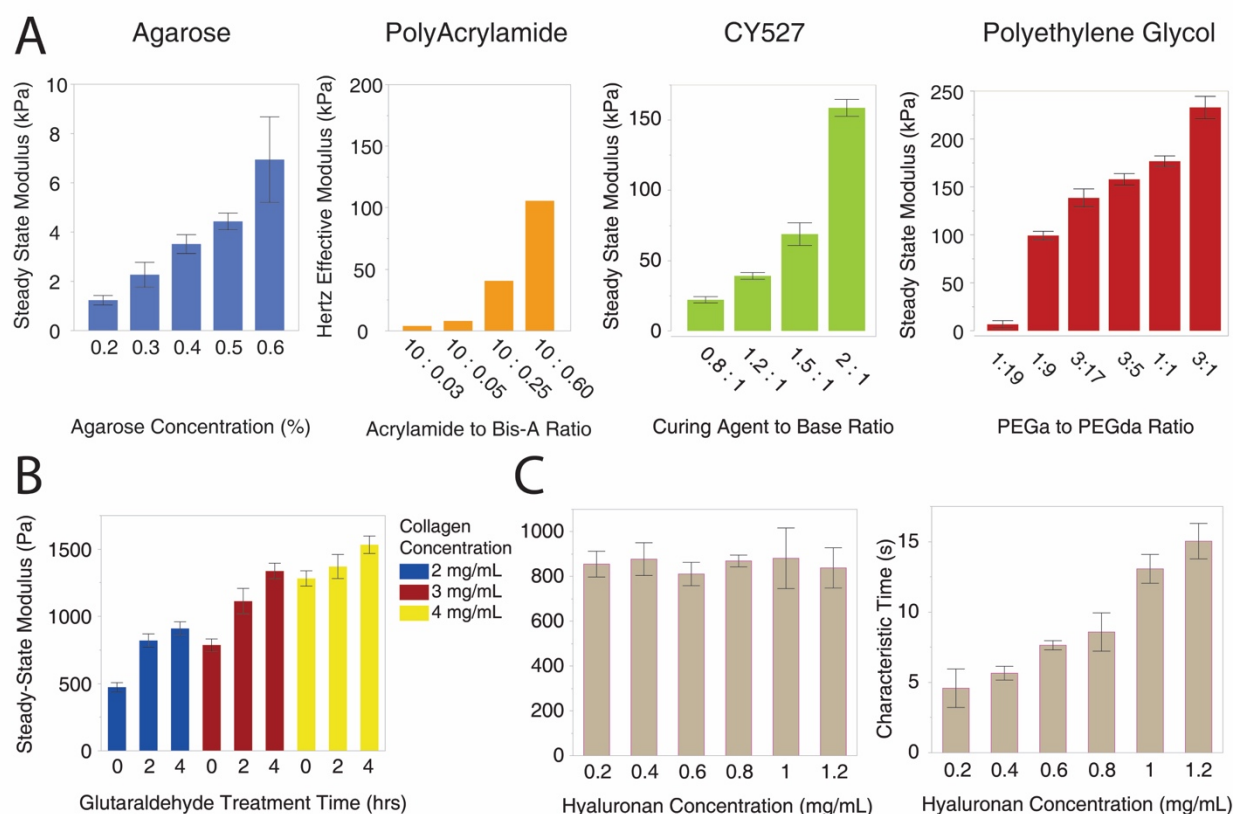 A
Agarose
Steady State Modulus (kPa)
10
8
6
4
2
0
0.2 0.3 0.4 0.5 0.6
Agarose Concentration (%)
PolyAcrylamide
Hertz Effective Modulus (kPa)
200
150
100
50
0
10 : 0.03 10 : 0.05 10 : 0.25 10 : 0.60
Acrylamide to Bis-A Ratio
CY527
Steady State Modulus (kPa)
150
100
50
0
0.8 : 1 1.2 : 1 1.5 : 1 2 : 1
Curing Agent to Base Ratio
Polyethylene Glycol
Steady State Modulus (kPa)
250
200
150
100
50
0
1:19 1:9 3:17 3:5 1:1 3:1
PEGa to PEGda Ratio
B
Steady-State Modulus (Pa)
1500
1000
500
0
0 2 4 0 2 4 0 2 4
Glutaraldehyde Treatment Time (hrs)
Collagen
Concentration
2 mg/mL
3 mg/mL
4 mg/mL
C
1000
800
600
400
200
0
0.2 0.4 0.6 0.8 1 1.2
Hyaluronan Concentration (mg/mL)
Characteristic Time (s)
15
10
5
0
0.2 0.4 0.6 0.8 1 1.2
Hyaluronan Concentration (mg/mL)